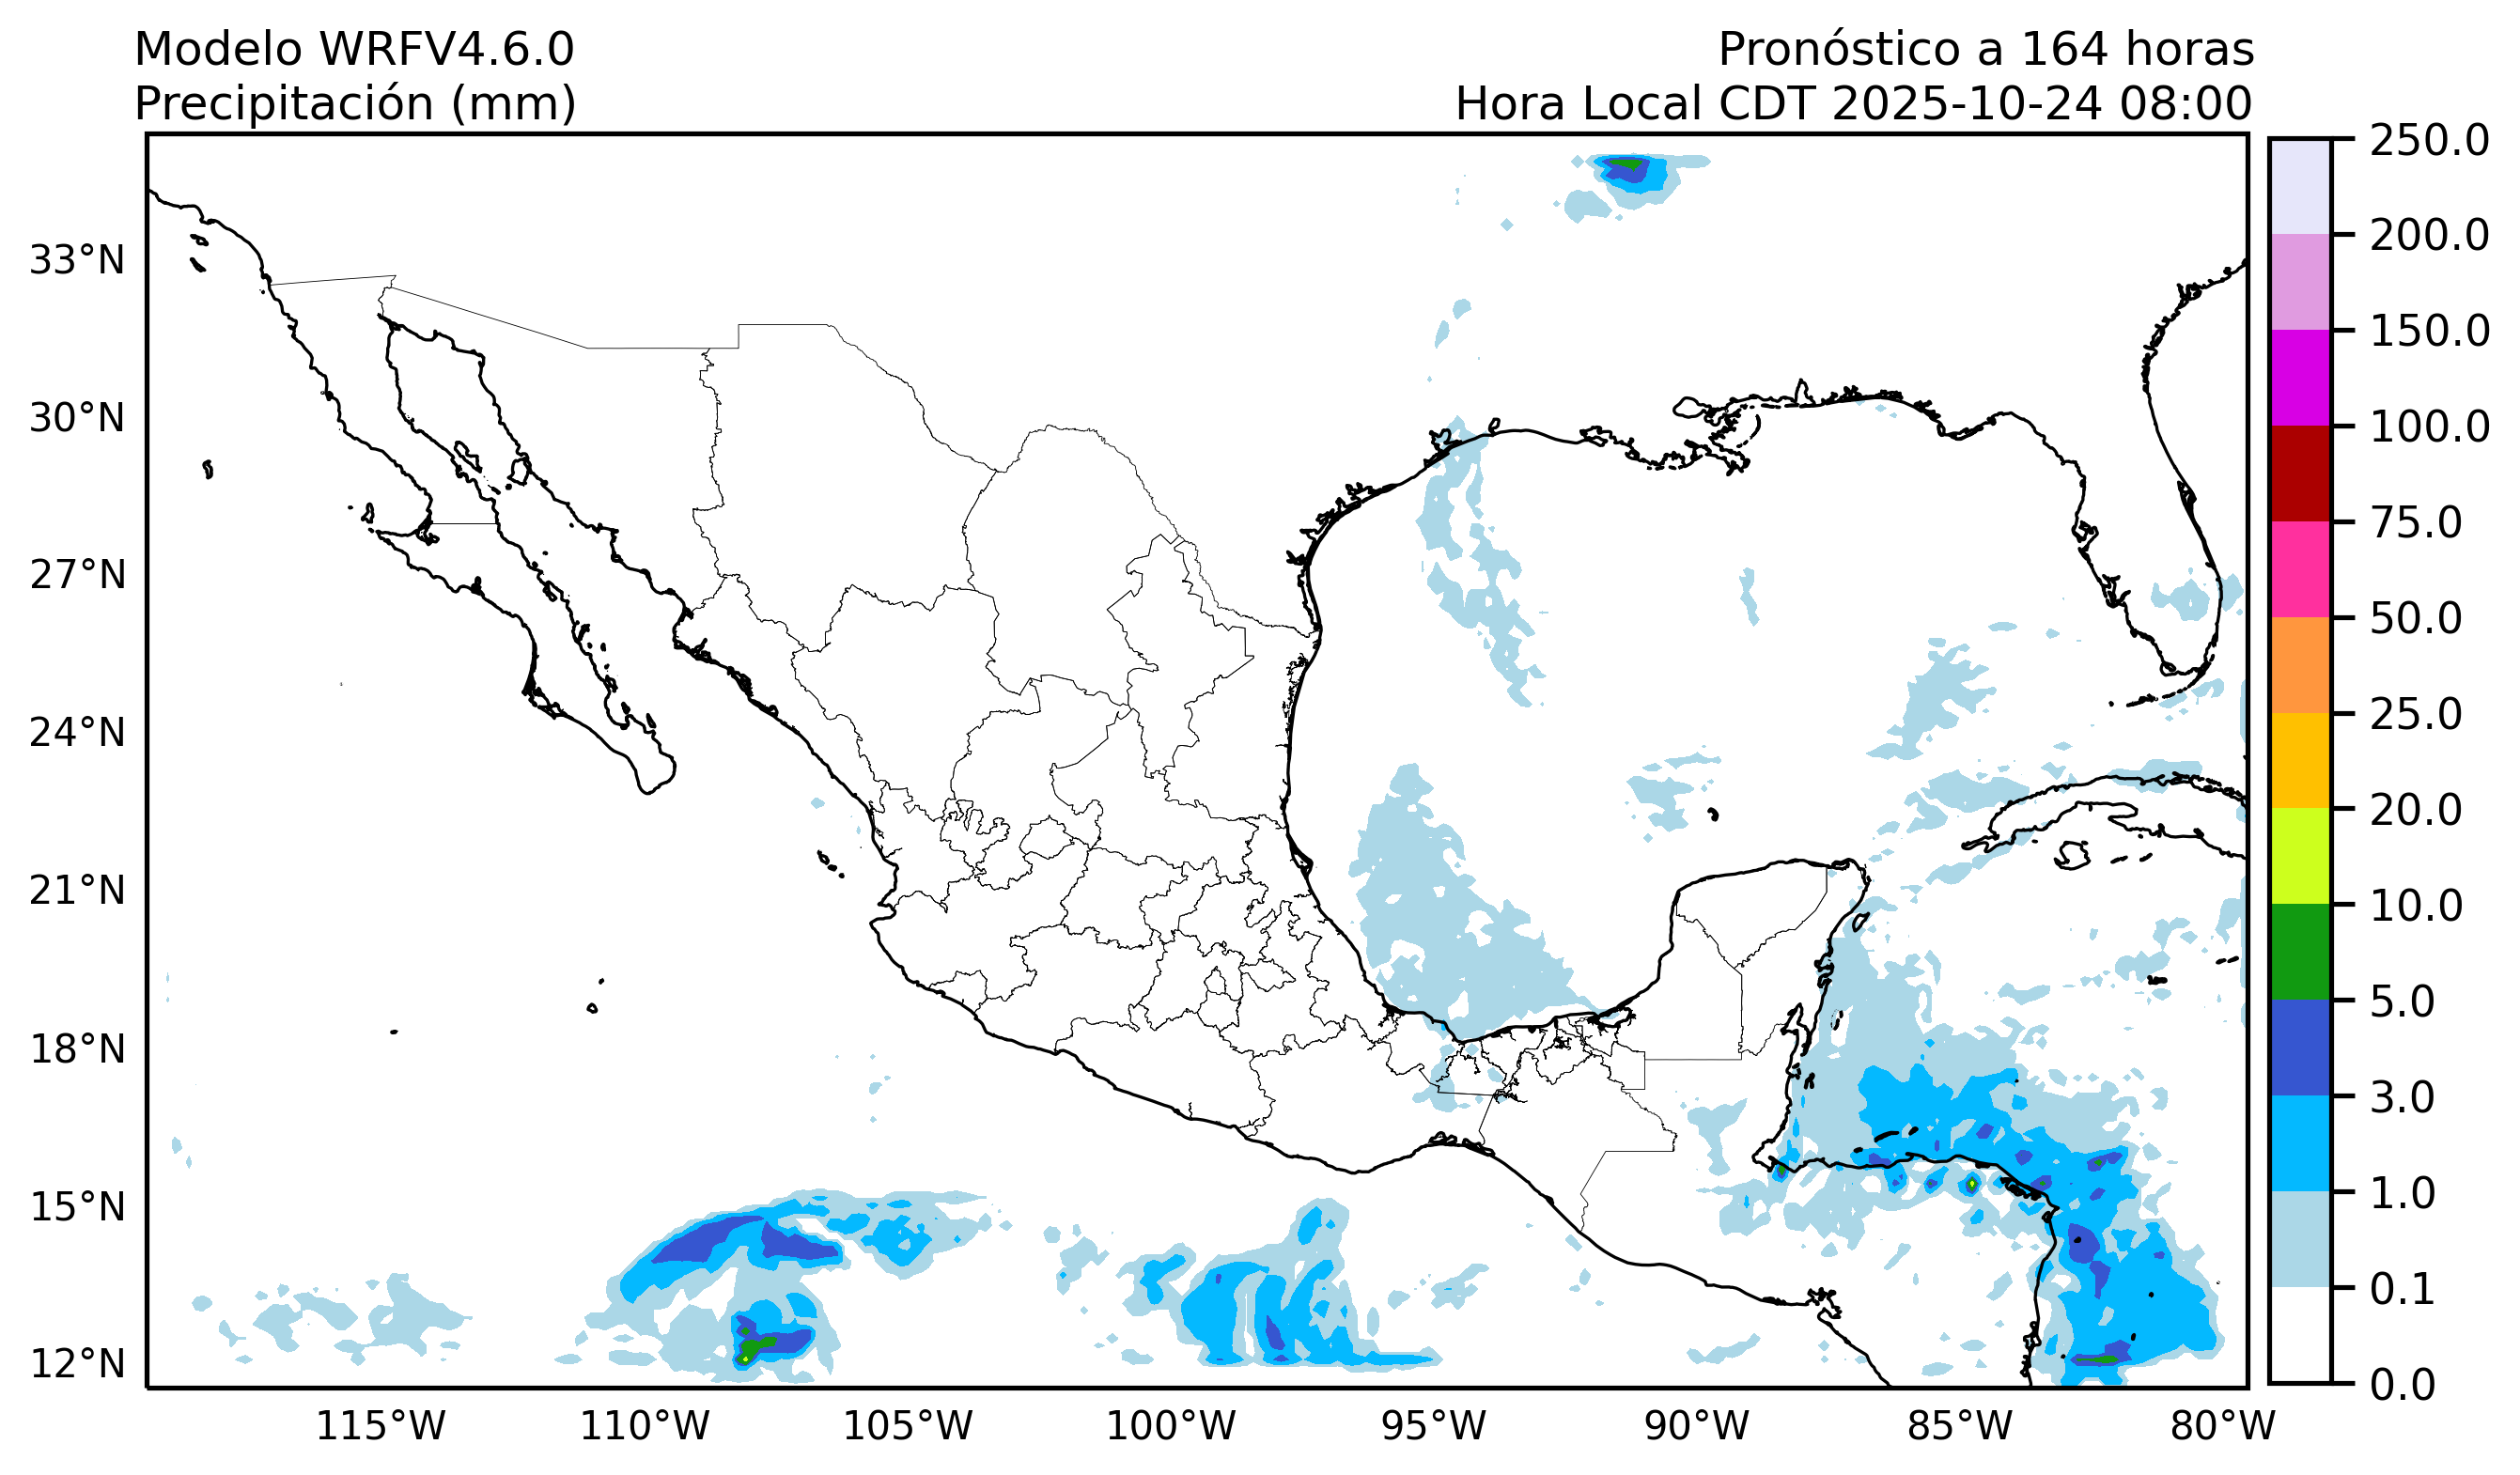 Modelo WRFV4.6.0
Precipitación (mm)
Pronóstico a 164 horas
Hora Local CDT 2025-10-24 08:00
33°N
30°N
27°N
24°N
21°N
18°N
15°N
12°N
115°W
110°W
105°W
100°W
95°W
90°W
85°W
80°W
250.0
200.0
150.0
100.0
75.0
50.0
25.0
20.0
10.0
5.0
3.0
1.0
0.1
0.0